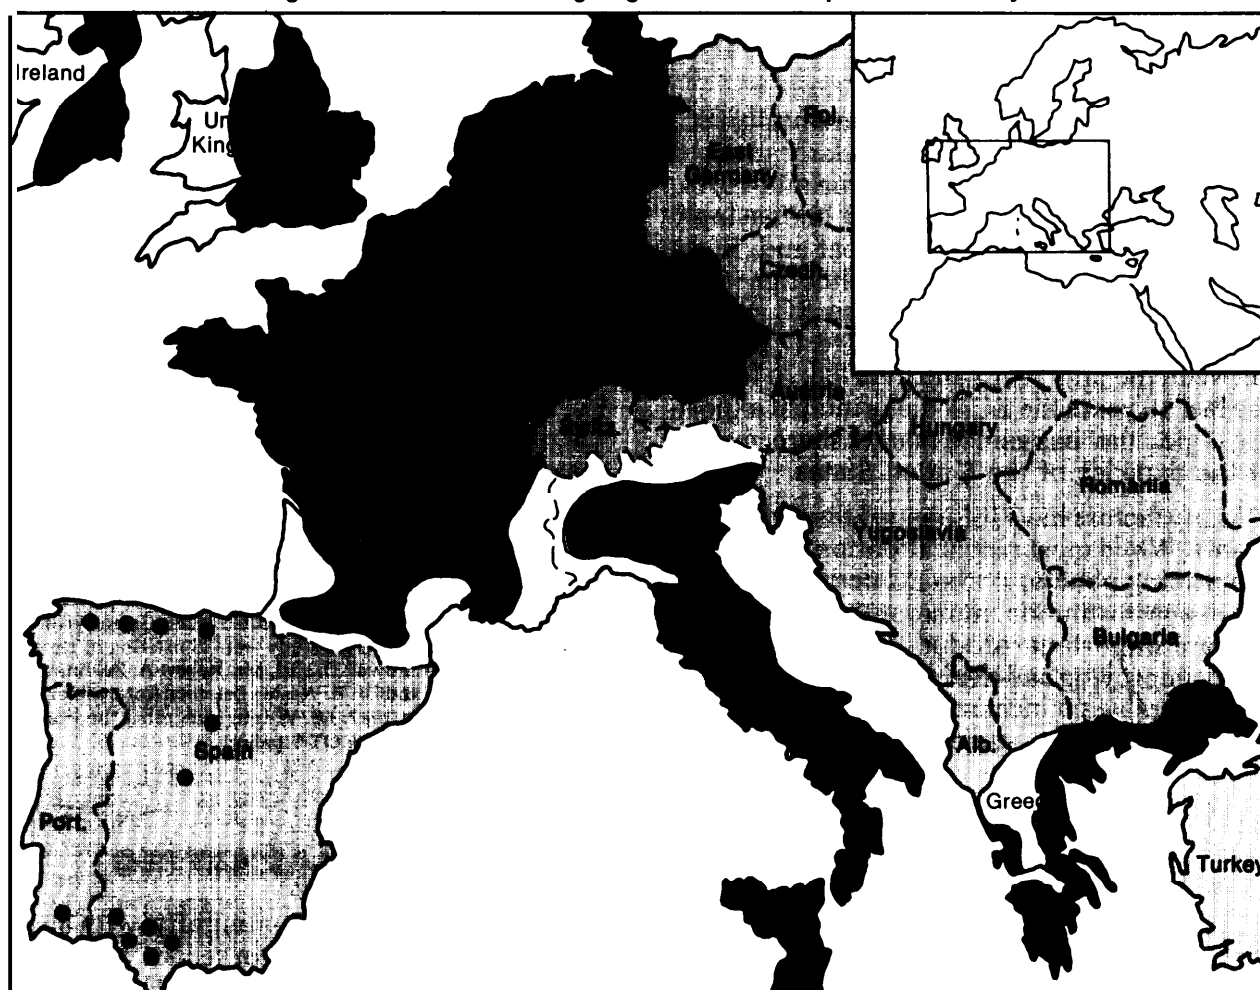 Ireland
Un
King
Pol.
East
Germany
Czech.
Austria
Hungary
Romania
Yugoslavia
Bulgaria
Spain
Alb.
Port.
Gree
Turkey